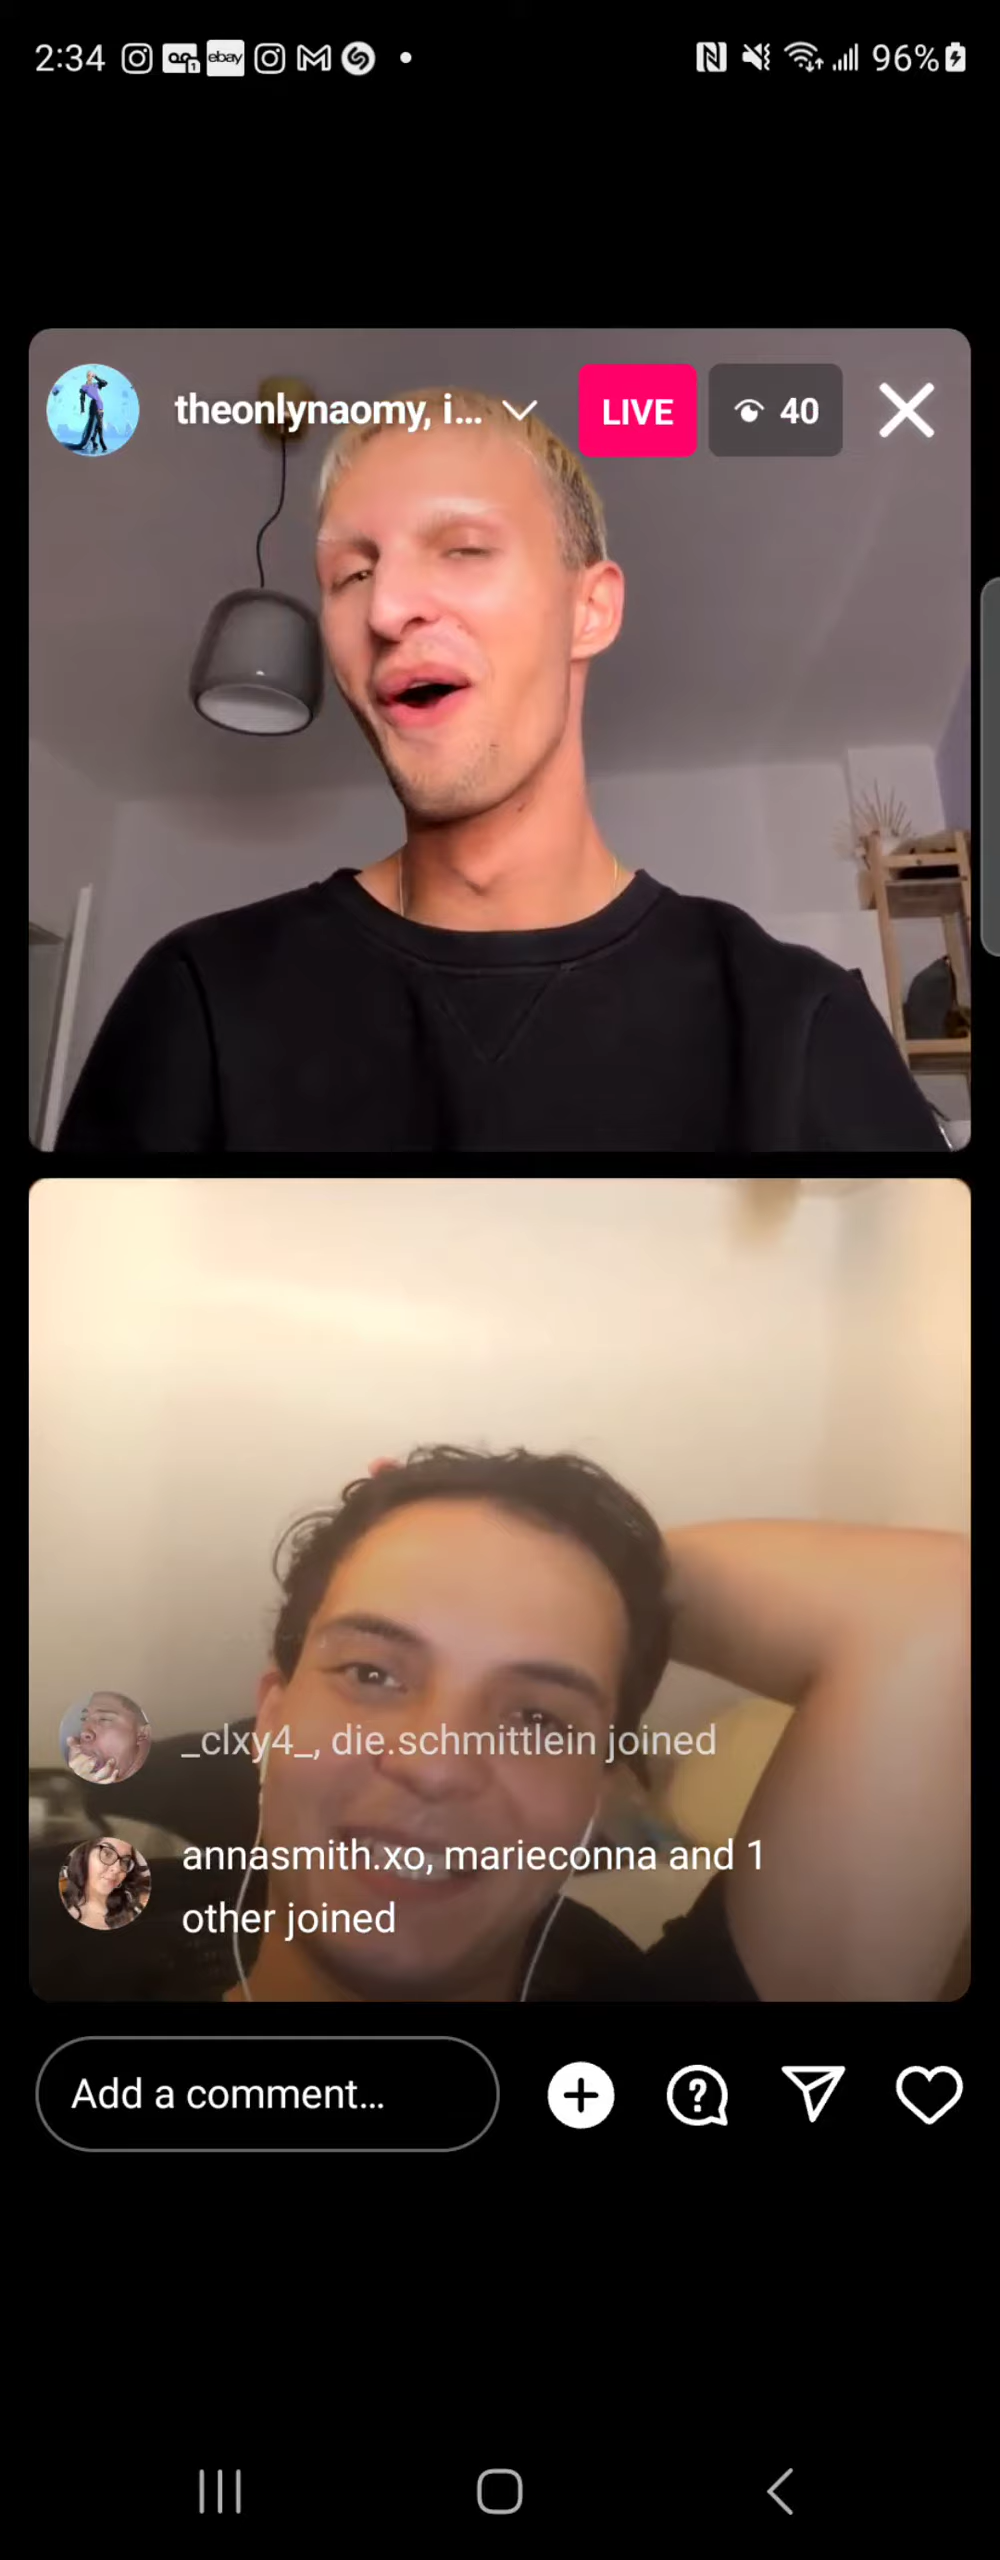 2:34 ebay 96%
theonlynaomy, i... LIVE 40
_clxy4_, die.schmittlein joined
annasmith.xo, marieconna and 1
other joined
Add a comment...